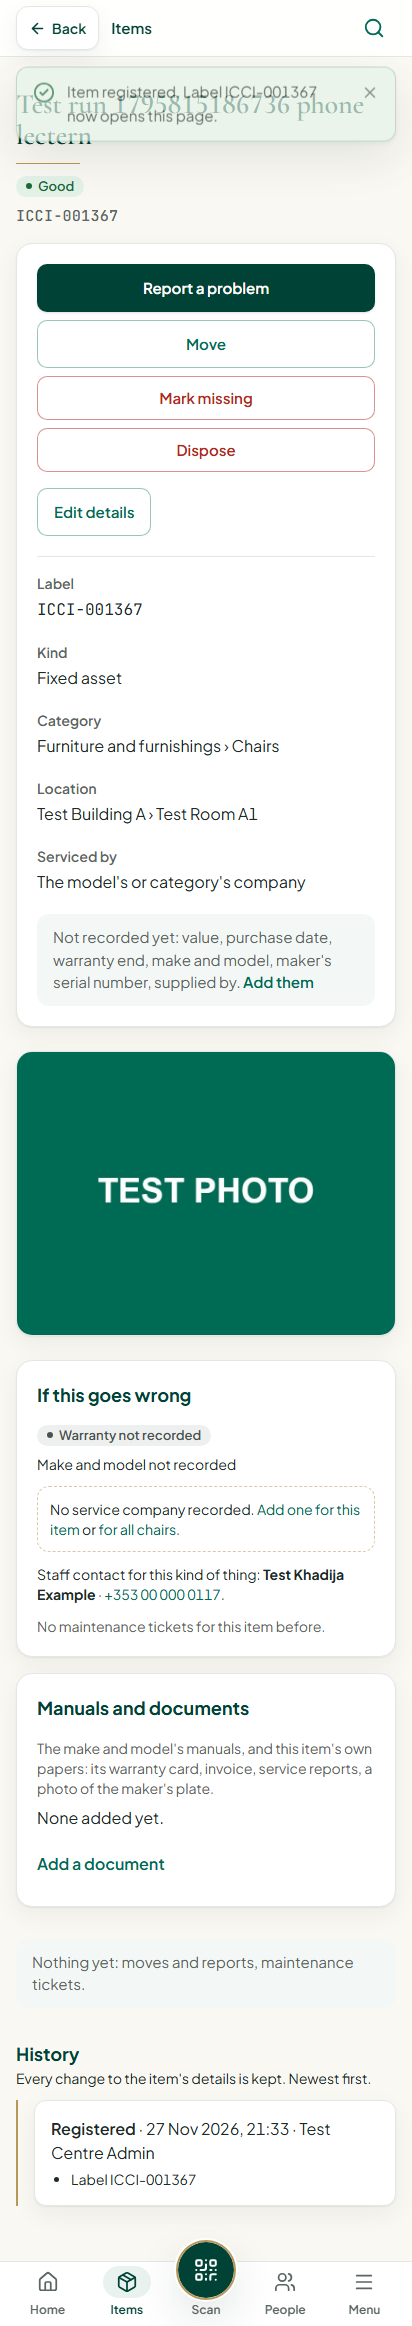 Back
Items
Item registered. Label ICCI-001367
now opens this page.
Test run 1795815186736 phone
lectern
Good
ICCI-001367
Report a problem
Move
Mark missing
Dispose
Edit details
Label
ICCI-001367
Kind
Fixed asset
Category
Furniture and furnishings › Chairs
Location
Test Building A › Test Room A1
Serviced by
The model's or category's company
Not recorded yet: value, purchase date,
warranty end, make and model, maker's
serial number, supplied by. Add them
TEST PHOTO
If this goes wrong
Warranty not recorded
Make and model not recorded
No service company recorded. Add one for this
item or for all chairs.
Staff contact for this kind of thing: Test Khadija
Example · +353 00 000 0117.
No maintenance tickets for this item before.
Manuals and documents
The make and model's manuals, and this item's own
papers: its warranty card, invoice, service reports, a
photo of the maker's plate.
None added yet.
Add a document
Nothing yet: moves and reports, maintenance
tickets.
History
Every change to the item's details is kept. Newest first.
Registered · 27 Nov 2026, 21:33 · Test
Centre Admin
• Label ICCI-001367
Home
Items
Scan
People
Menu